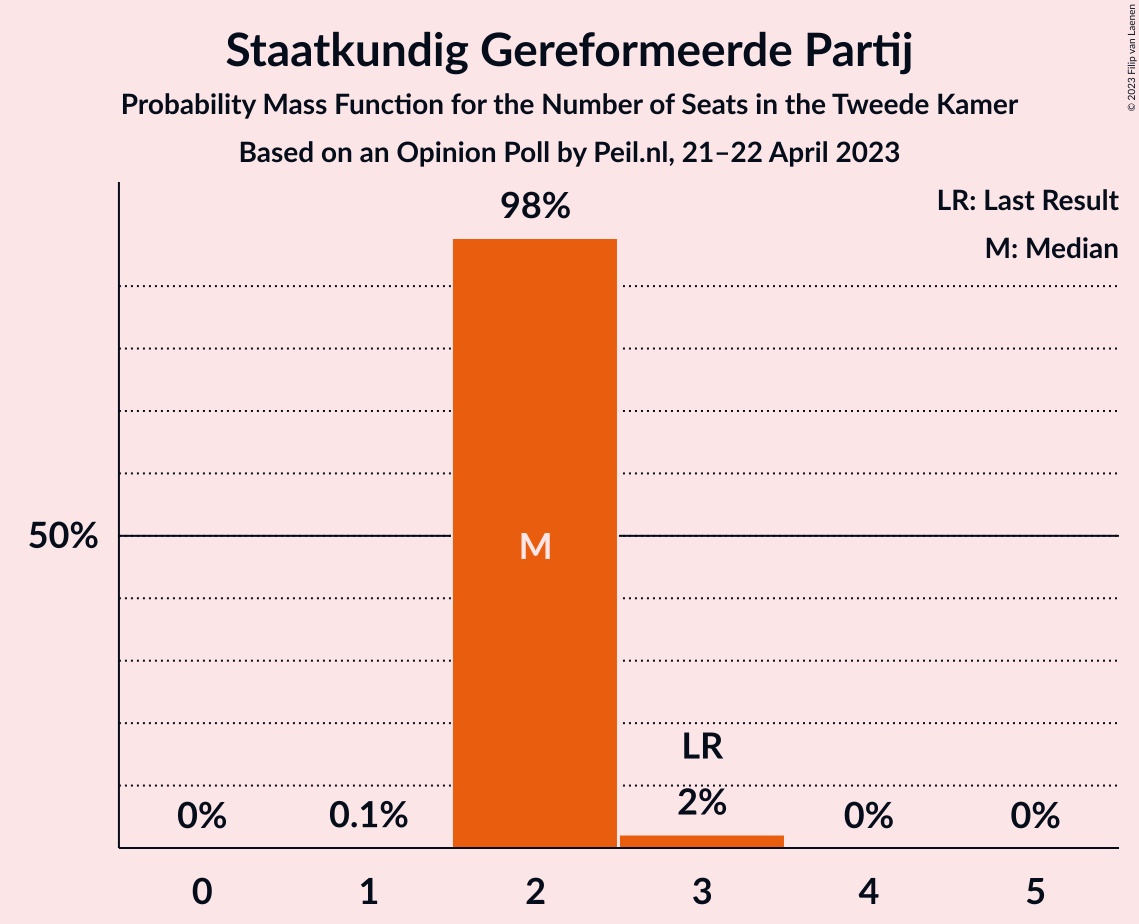 Staatkundig Gereformeerde Partij
Probability Mass Function for the Number of Seats in the Tweede Kamer
Based on an Opinion Poll by Peil.nl, 21–22 April 2023
© 2023 Filip van Laenen
LR: Last Result
M: Median
98%
50%
M
LR
0%
0.1%
2%
0%
0%
0
1
2
3
4
5